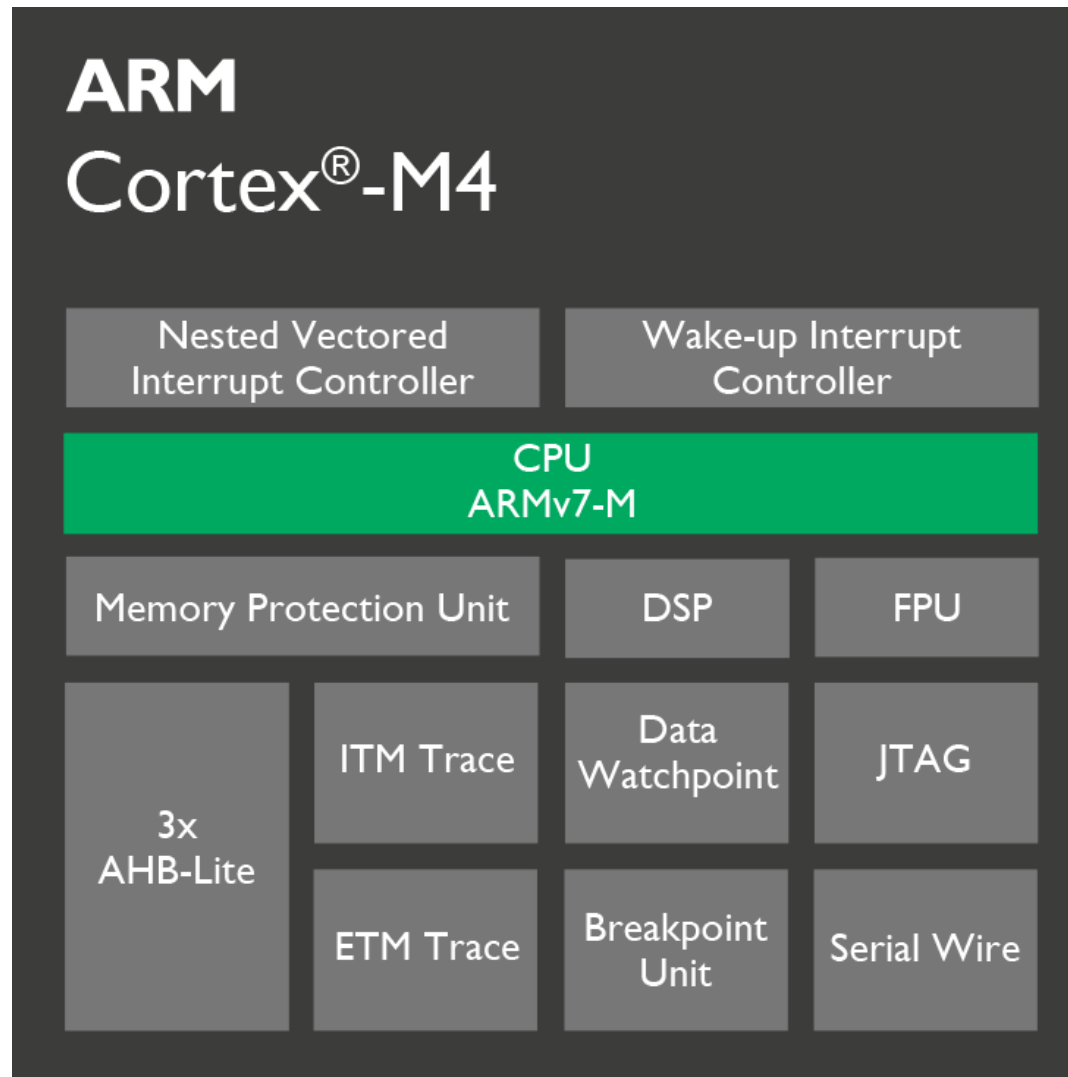 ARM
Cortex®-M4
Nested Vectored
Interrupt Controller
Wake-up Interrupt
Controller
CPU
ARMv7-M
Memory Protection Unit
DSP
FPU
3x
AHB-Lite
ITM Trace
Data
Watchpoint
JTAG
ETM Trace
Breakpoint
Unit
Serial Wire